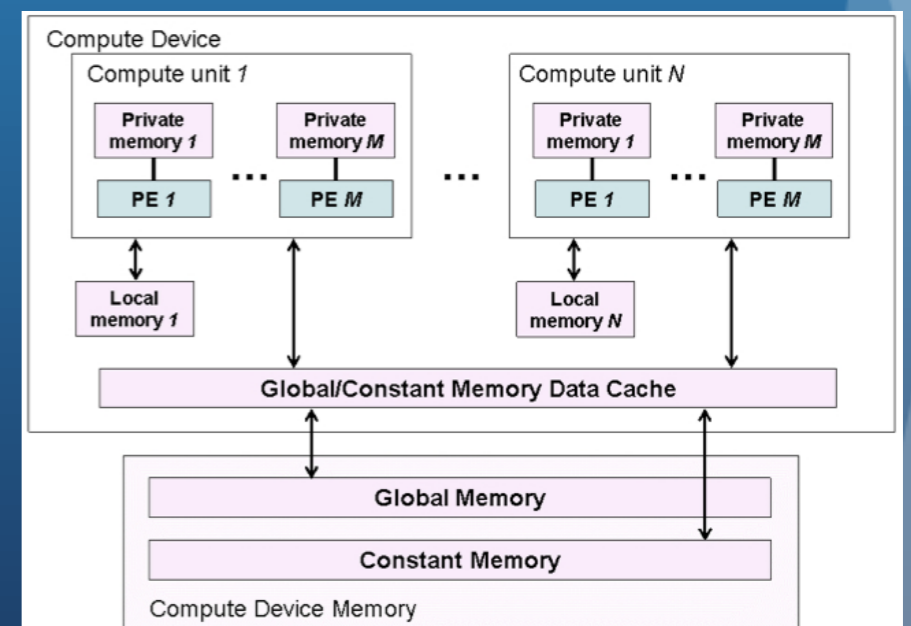 Compute Device
Compute unit 1
Compute unit N
Private
memory 1
Private
memory M
Private
memory 1
Private
memory M
...
...
...
PE 1
PE M
PE 1
PE M
Local
memory 1
Local
memory N
Global/Constant Memory Data Cache
Global Memory
Constant Memory
Compute Device Memory